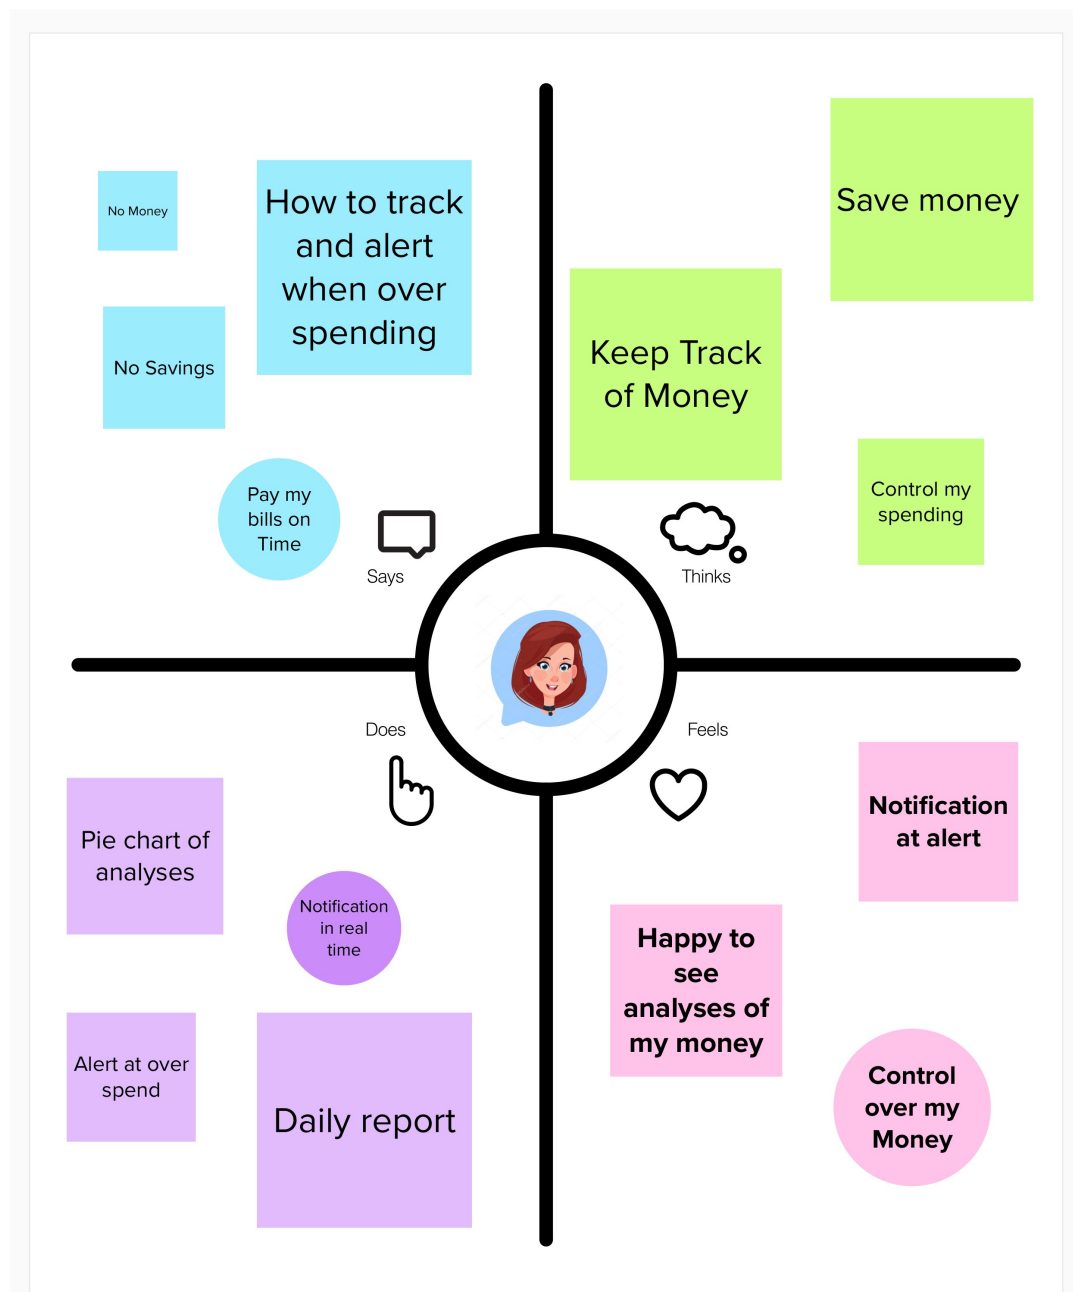 No Money
How to track
and alert
when over
spending
No Savings
Pay my
bills on
Time
Says
Save money
Keep Track
of Money
Control my
spending
Thinks
Does
Pie chart of
analyses
Notification
in real
time
Alert at over
spend
Daily report
Feels
Notification
at alert
Happy to
see
analyses of
my money
Control
over my
Money